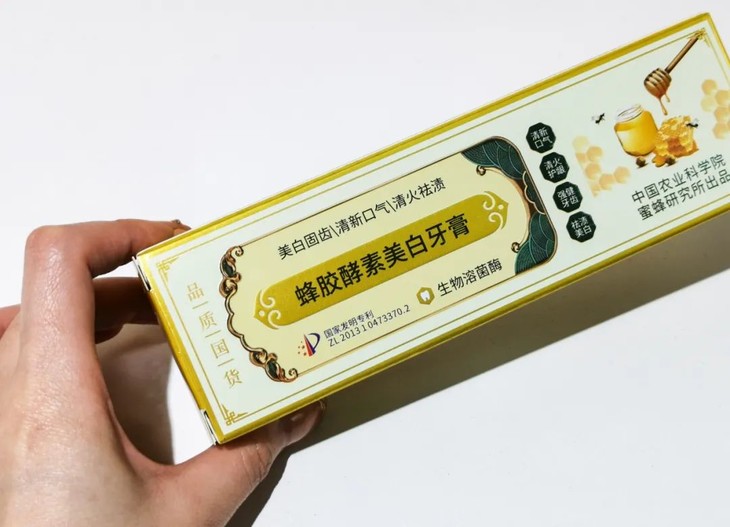 品质国货
美白固齿\清新口气\清火祛渍
蜂胶酵素美白牙膏
国家发明专利
ZL 2013 1 0473370.2
生物溶菌酶
清新
口气
清火
护龈
强健
牙齿
祛渍
美白
中国农业科学院
蜜蜂研究所出品